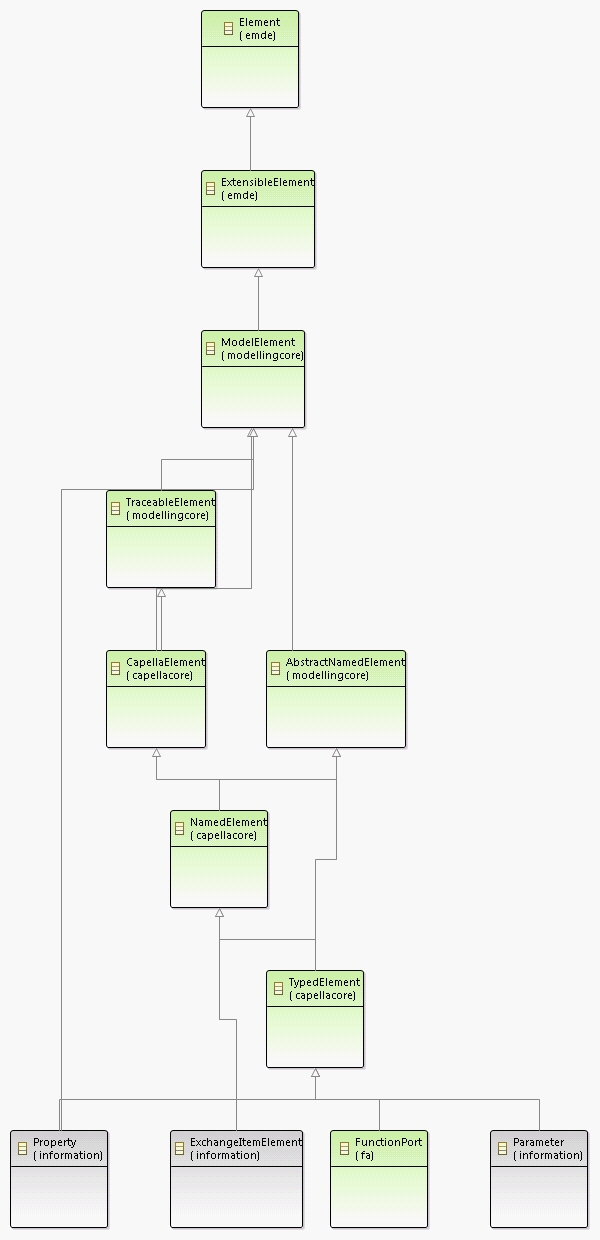 Element
( emde)
ExtensibleElement
( emde)
ModelElement
( modellingcore)
TraceableElement
( modellingcore)
CapellaElement
( capellacore)
AbstractNamedElement
( modellingcore)
NamedElement
( capellacore)
TypedElement
( capellacore)
Property
( information)
ExchangeItemElement
( information)
FunctionPort
( fa)
Parameter
( information)